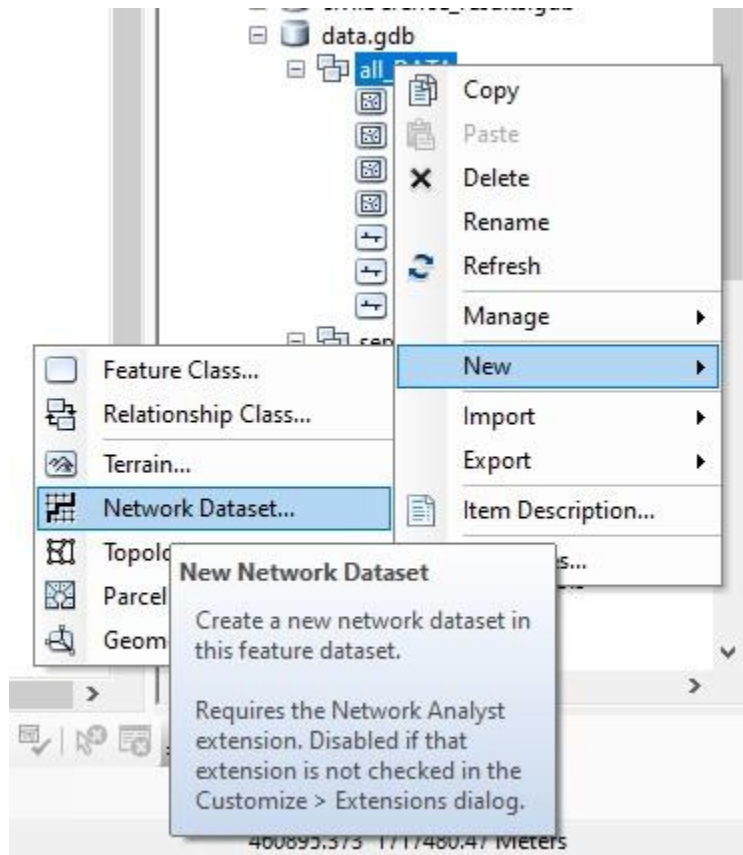 data.gdb
all_DATA
Copy
Paste
Delete
Rename
Refresh
Manage
New
Import
Export
Item Description...
Feature Class...
Relationship Class...
Terrain...
Network Dataset...
Parcel
New Network Dataset
Create a new network dataset in
this feature dataset.
Requires the Network Analyst
extension. Disabled if that
extension is not checked in the
Customize > Extensions dialog.
460895.373 1717480.47 Meters